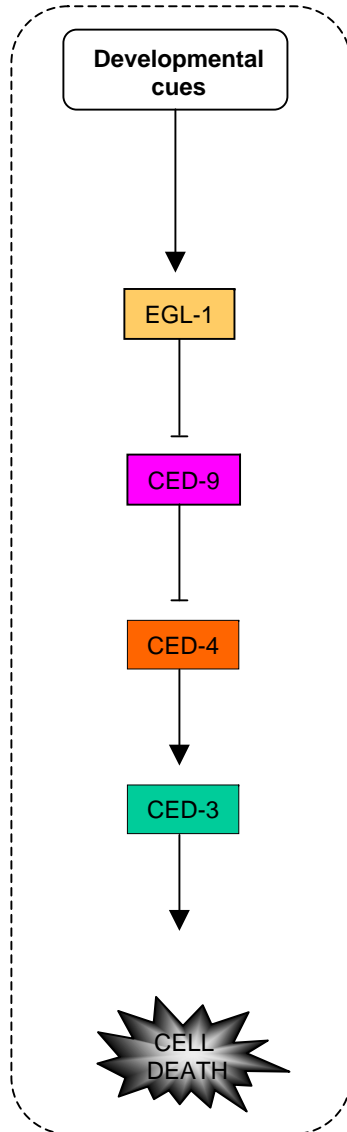 Developmental
cues
EGL-1
CED-9
CED-4
CED-3
CELL
DEATH